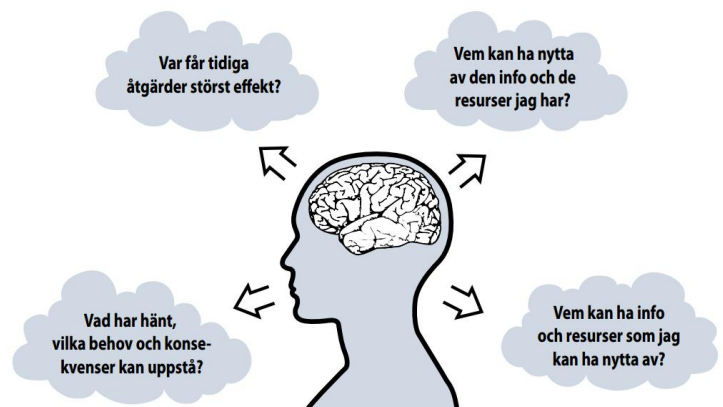 Var får tidiga
åtgärder störst effekt?
Vem kan ha nytta
av den info och de
resurser jag har?
Vad har hänt,
vilka behov och konse-
kvenser kan uppstå?
Vem kan ha info
och resurser som jag
kan ha nytta av?